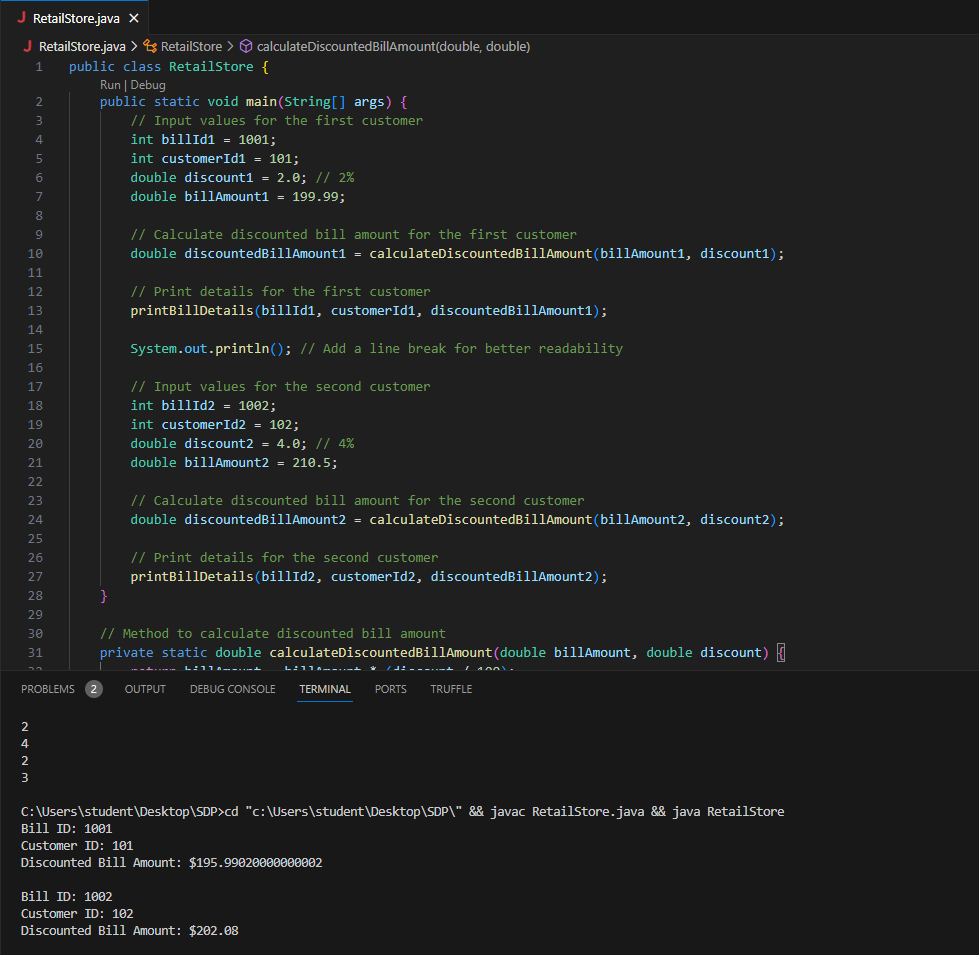 RetailStore.java
RetailStore.java > RetailStore > calculateDiscountedBillAmount(double, double)
1 public class RetailStore {
Run | Debug
2 public static void main(String[] args) {
3 // Input values for the first customer
4 int billId1 = 1001;
5 int customerId1 = 101;
6 double discount1 = 2.0; // 2%
7 double billAmount1 = 199.99;
8
9 // Calculate discounted bill amount for the first customer
10 double discountedBillAmount1 = calculateDiscountedBillAmount(billAmount1, discount1);
11
12 // Print details for the first customer
13 printBillDetails(billId1, customerId1, discountedBillAmount1);
14
15 System.out.println(); // Add a line break for better readability
16
17 // Input values for the second customer
18 int billId2 = 1002;
19 int customerId2 = 102;
20 double discount2 = 4.0; // 4%
21 double billAmount2 = 210.5;
22
23 // Calculate discounted bill amount for the second customer
24 double discountedBillAmount2 = calculateDiscountedBillAmount(billAmount2, discount2);
25
26 // Print details for the second customer
27 printBillDetails(billId2, customerId2, discountedBillAmount2);
28 }
29
30 // Method to calculate discounted bill amount
31 private static double calculateDiscountedBillAmount(double billAmount, double discount) {
32 return billAmount - billAmount * (discount / 100);
PROBLEMS 2 OUTPUT DEBUG CONSOLE TERMINAL PORTS TRUFFLE
2
4
2
3
C:\Users\student\Desktop\SDP>cd "c:\Users\student\Desktop\SDP\" && javac RetailStore.java && java RetailStore
Bill ID: 1001
Customer ID: 101
Discounted Bill Amount: $195.99020000000002
Bill ID: 1002
Customer ID: 102
Discounted Bill Amount: $202.08